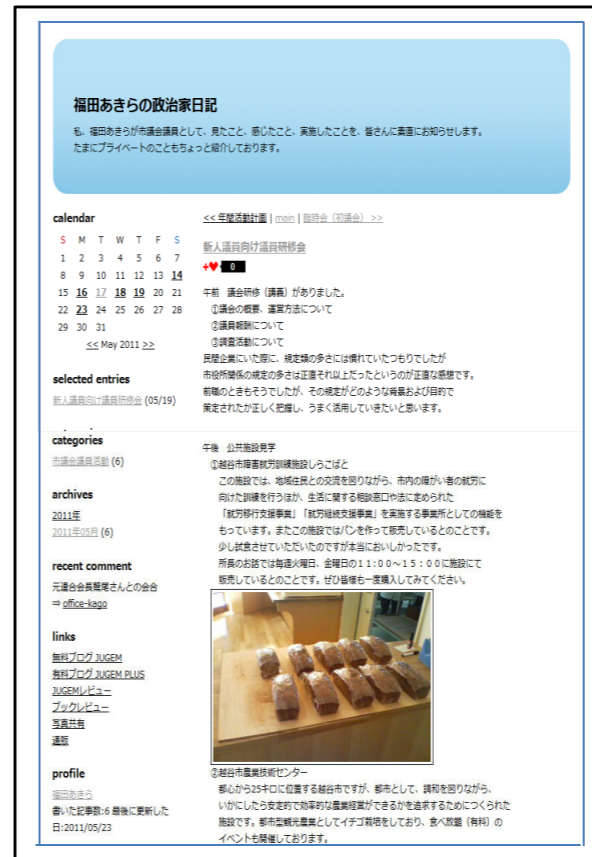 福田あきらの政治家日記
私、福田あきらが市議会議員として、見たこと、感じたこと、実施したことを、皆さんに素直にお知らせします。
たまにプライベートのこともちょっと紹介しております。
calendar
S M T W T F S
1 2 3 4 5 6 7
8 9 10 11 12 13 14
15 16 17 18 19 20 21
22 23 24 25 26 27 28
29 30 31
<< May 2011 >>
selected entries
新人議員向け議員研修会 (05/19)
categories
市議会議員活動 (6)
archives
2011年
2011年05月 (6)
recent comment
元連合会長鷲尾さんとの会合
⇒ office-kago
links
無料ブログ JUGEM
有料ブログ JUGEM PLUS
JUGEMレビュー
ブックレビュー
写真共有
通販
profile
福田あきら
書いた記事数:6 最後に更新した
日:2011/05/23
<< 年間活動計画 | main | 臨時会（初議会） >>
新人議員向け議員研修会
+♥ 0
午前 議会研修（講義）がありました。
①議会の概要、運営方法について
②議員報酬について
③調査活動について
民間企業にいた際に、規定類の多さには慣れていたつもりでしたが
市役所関係の規定の多さは正直それ以上だったというのが正直な感想です。
前職のときもそうでしたが、その規定がどのような背景および目的で
策定されたか正しく把握し、うまく活用していきたいと思います。
午後 公共施設見学
①越谷市障害就労訓練施設しらこばと
この施設では、地域住民との交流を図りながら、市内の障がい者の就労に
向けた訓練を行うほか、生活に関する相談窓口や法に定められた
「就労移行支援事業」「就労継続支援事業」を実施する事業所としての機能を
もっています。またこの施設ではパンを作って販売しているとのことです。
少し試食させていただいたのですが本当においしかったです。
所長のお話では毎週火曜日、金曜日の１１:００～１５:００に施設にて
販売しているとのことです。ぜひ皆様も一度購入してみてください。
②越谷市農業技術センター
都心から25キロに位置する越谷市ですが、都市として、調和を図りながら、
いかにしたら安定的で効率的な農業経営ができるかを追求するためにつくられた
施設です。都市型観光農業としてイチゴ栽培をしており、食べ放題（有料）の
イベントも開催しております。